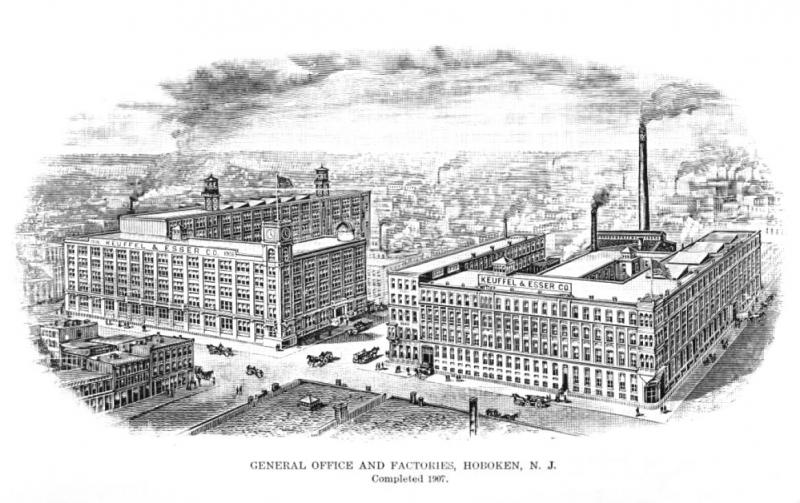 KEUFFEL & ESSER CO.
KEUFFEL & ESSER CO.
GENERAL OFFICE AND FACTORIES, HOBOKEN, N. J.
Completed 1907.